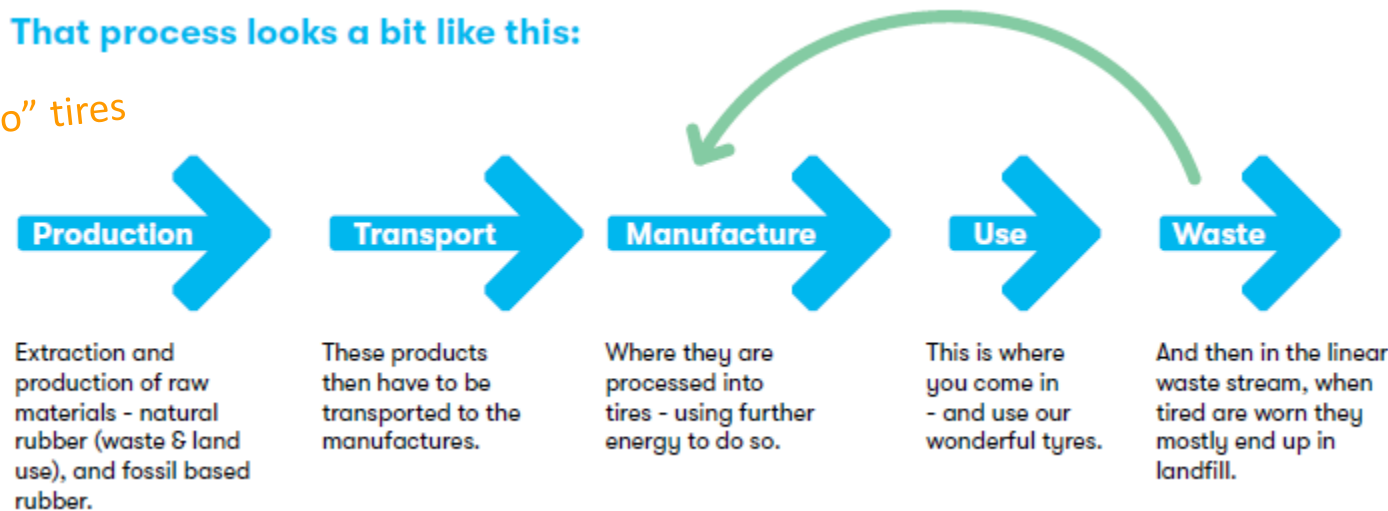 That process looks a bit like this:
o” tires
Production
Transport
Manufacture
Use
Waste
Extraction and
production of raw
materials - natural
rubber (waste & land
use), and fossil based
rubber.
These products
then have to be
transported to the
manufactures.
Where they are
processed into
tires - using further
energy to do so.
This is where
you come in
- and use our
wonderful tyres.
And then in the linear
waste stream, when
tired are worn they
mostly end up in
landfill.